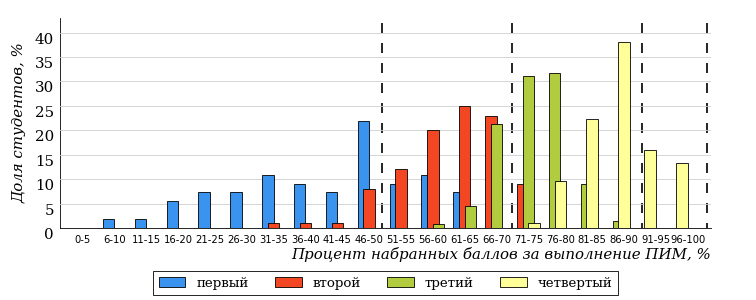 Доля студентов, %
40
35
30
25
20
15
10
5
0
0-5 6-10 11-15 16-20 21-25 26-30 31-35 36-40 41-45 46-50 51-55 56-60 61-65 66-70 71-75 76-80 81-85 86-90 91-95 96-100
Процент набранных баллов за выполнение ПИМ, %
первый второй третий четвертый